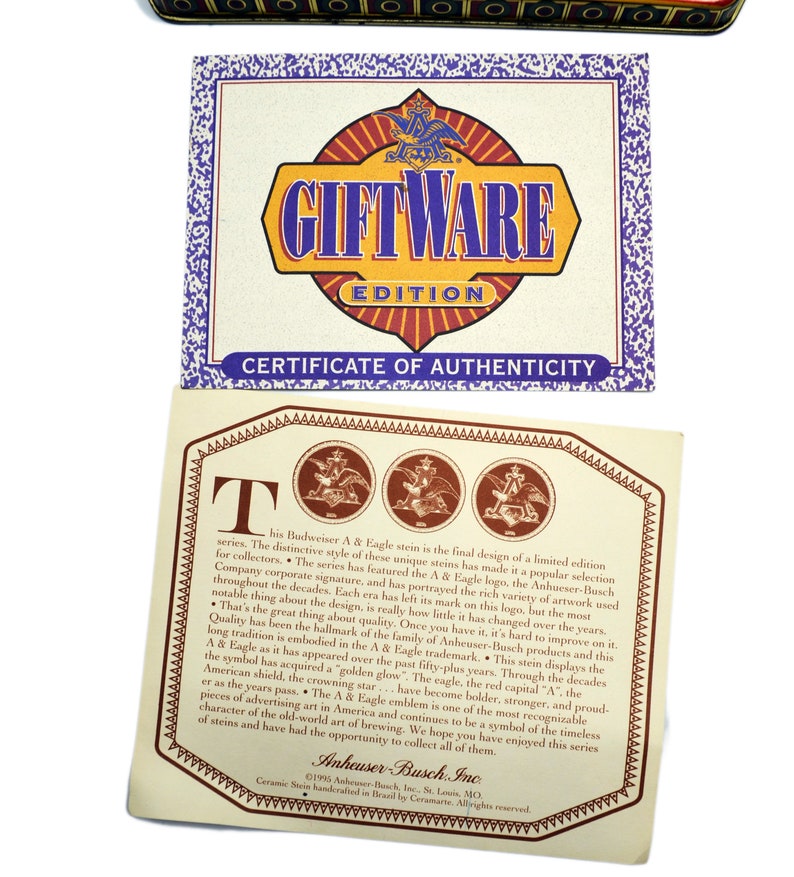 GIFTWARE
EDITION
CERTIFICATE OF AUTHENTICITY
This Budweiser A & Eagle stein is the final design of a limited edition
series. The distinctive style of these unique steins has made it a popular selection
for collectors. • The series has featured the A & Eagle logo, the Anhueser-Busch
Company corporate signature, and has portrayed the rich variety of artwork used
throughout the decades. Each era has left its mark on this logo, but the most
notable thing about the design, is really how little it has changed over the years.
• That's the great thing about quality. Once you have it, it's hard to improve on it.
Quality has been the hallmark of the family of Anheuser-Busch products and this
long tradition is embodied in the A & Eagle trademark. • This stein displays the
A & Eagle as it has appeared over the past fifty-plus years. Through the decades
the symbol has acquired a "golden glow". The eagle, the red capital "A", the
American shield, the crowning star . . . have become bolder, stronger, and proud-
er as the years pass. • The A & Eagle emblem is one of the most recognizable
pieces of advertising art in America and continues to be a symbol of the timeless
character of the old-world art of brewing. We hope you have enjoyed this series
of steins and have had the opportunity to collect all of them.
Anheuser-Busch, Inc.
©1995 Anheuser-Busch, Inc., St. Louis, MO.
Ceramic Stein handcrafted in Brazil by Ceramarte. All rights reserved.